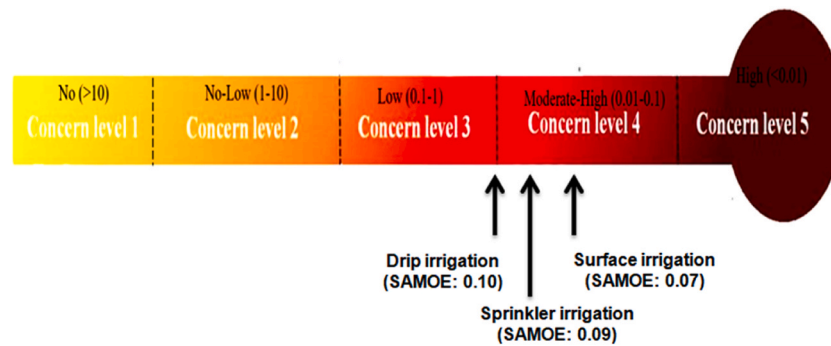 No (>10)
Concern level 1
No-Low (1-10)
Concern level 2
Low (0.1-1)
Concern level 3
Moderate-High (0.01-0.1)
Concern level 4
High (<0.01)
Concern level 5
Drip irrigation
(SAMOE: 0.10)
Sprinkler irrigation
(SAMOE: 0.09)
Surface irrigation
(SAMOE: 0.07)